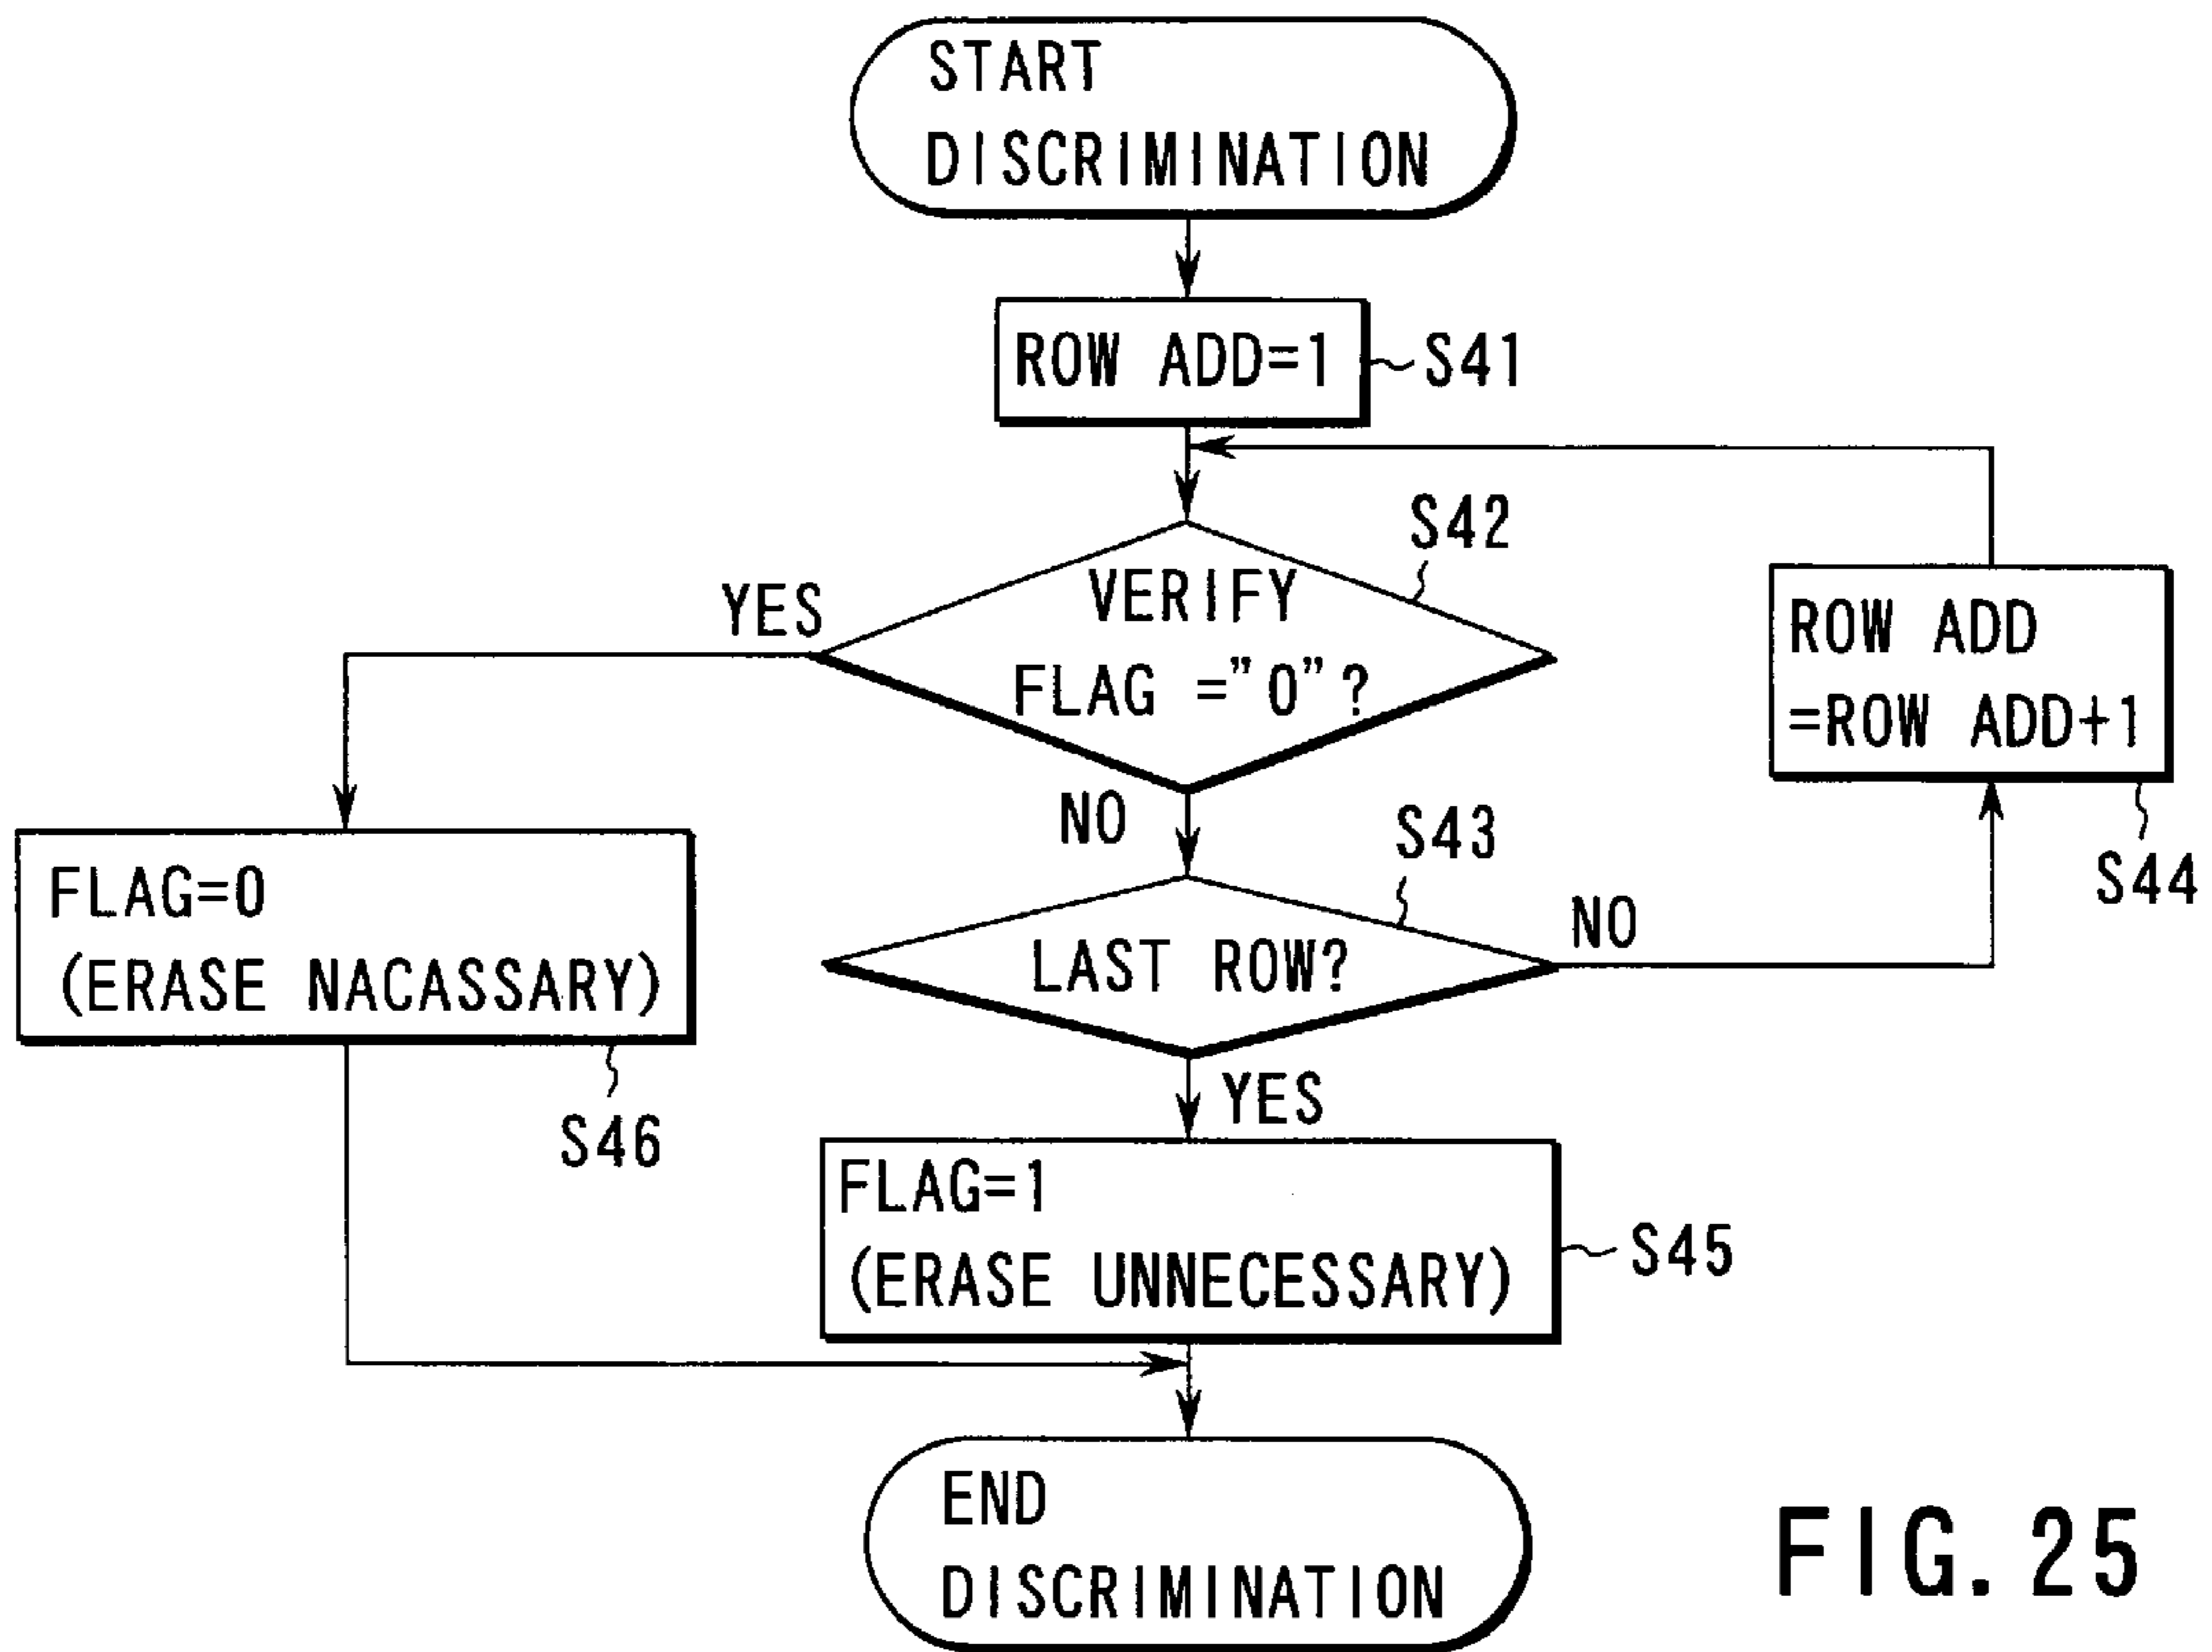 START
DISCRIMINATION
ROW ADD=1
S41
S42
YES
VERIFY
FLAG ="0"?
ROW ADD
=ROW ADD+1
S44
NO
S43
LAST ROW?
NO
FLAG=0
(ERASE NACASSARY)
S46
YES
FLAG=1
(ERASE UNNECESSARY)
S45
END
DISCRIMINATION
FIG. 25